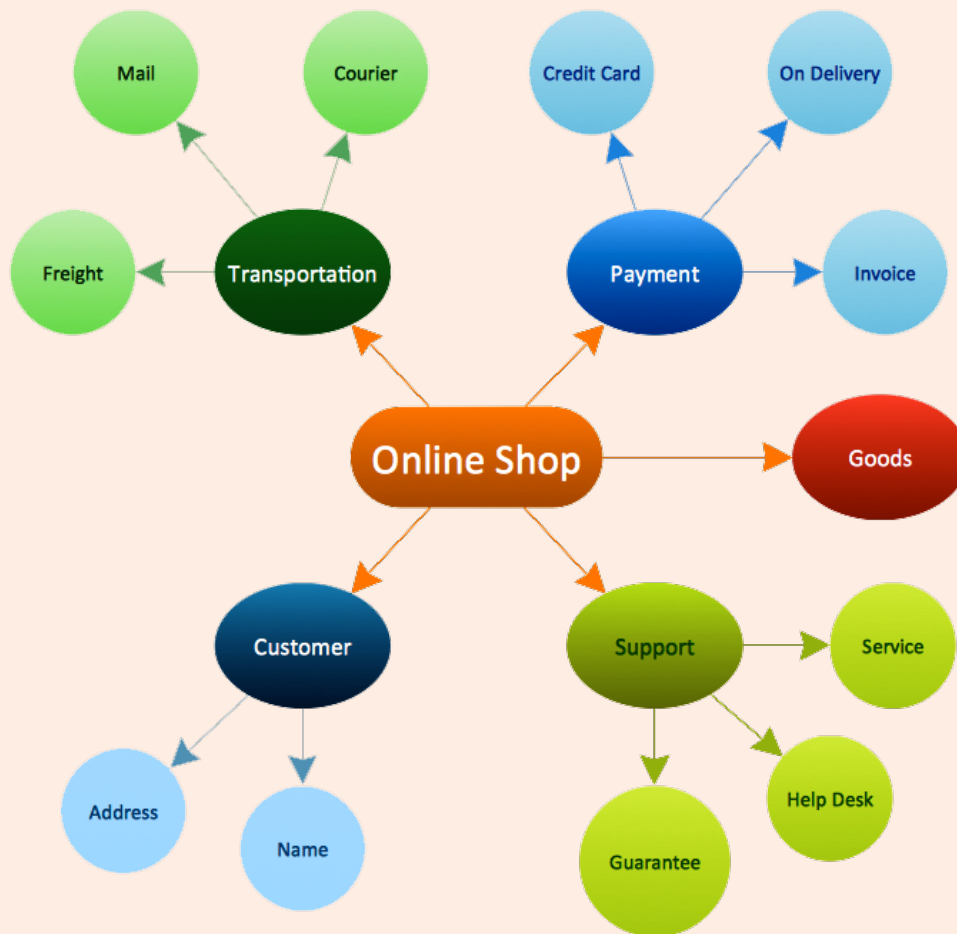 Mail
Courier
Credit Card
On Delivery
Freight
Transportation
Payment
Invoice
Online Shop
Goods
Customer
Support
Service
Address
Name
Help Desk
Guarantee